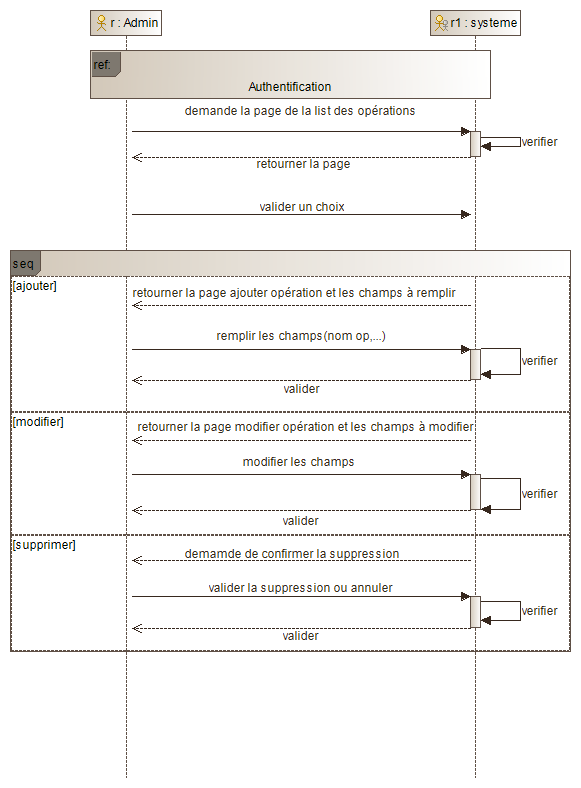 r : Admin
r1 : systeme
ref:
Authentification
demande la page de la list des opérations
verifier
retourner la page
valider un choix
seq
[ajouter]
retourner la page ajouter opération et les champs à remplir
remplir les champs(nom op,...)
verifier
valider
[modifier]
retourner la page modifier opération et les champs à modifier
modifier les champs
verifier
valider
[supprimer]
demamde de confirmer la suppression
valider la suppression ou annuler
verifier
valider